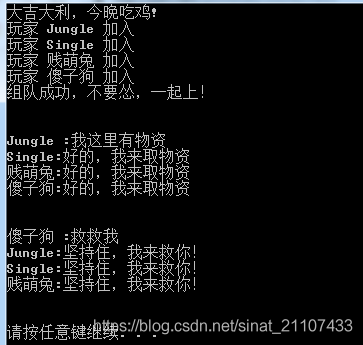 大吉大利，今晚吃鸡！
玩家 Jungle 加入
玩家 Single 加入
玩家 贱萌兔 加入
玩家 傻子狗 加入
组队成功，不要怂，一起上！
Jungle :我这里有物资
Single:好的，我来取物资
贱萌兔:好的，我来取物资
傻子狗:好的，我来取物资
傻子狗 :救救我
Jungle:坚持住，我来救你！
Single:坚持住，我来救你！
贱萌兔:坚持住，我来救你！
请按任意键继续. . .
https://blog.csdn.net/sinat_21107433